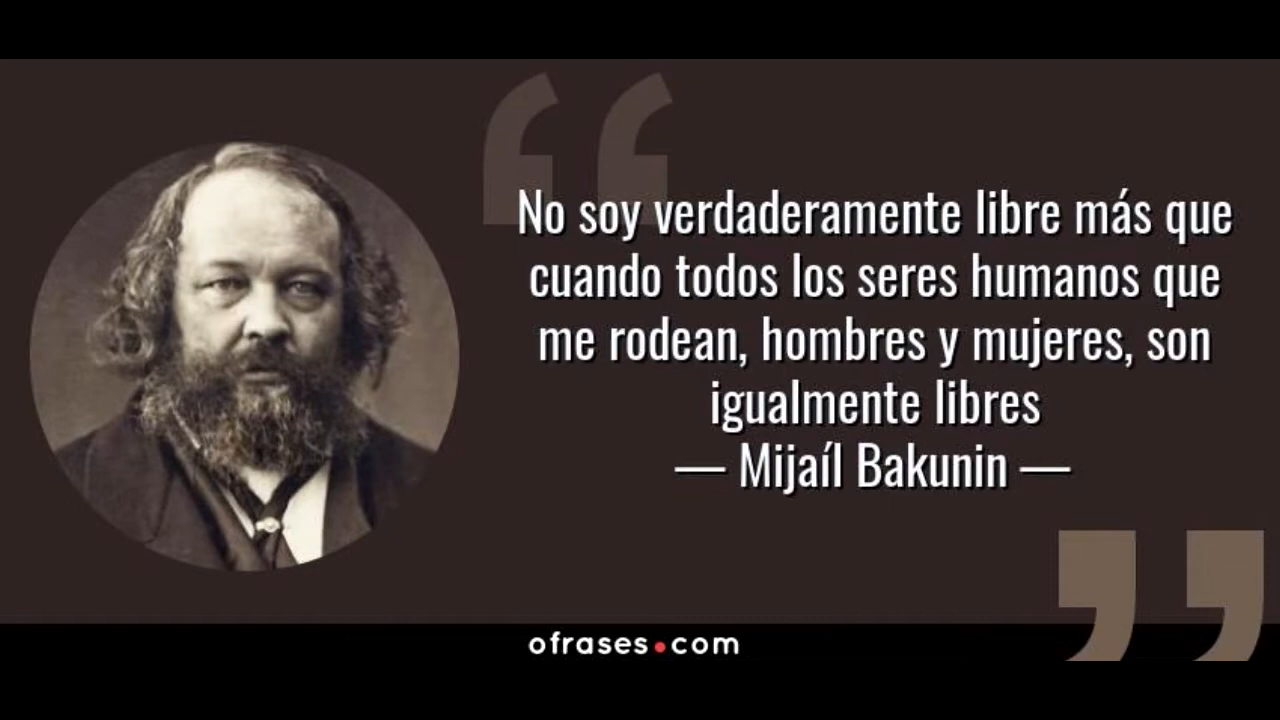 No soy verdaderamente libre más que
cuando todos los seres humanos que
me rodean, hombres y mujeres, son
igualmente libres
— Mijaíl Bakunin —
ofrases.com